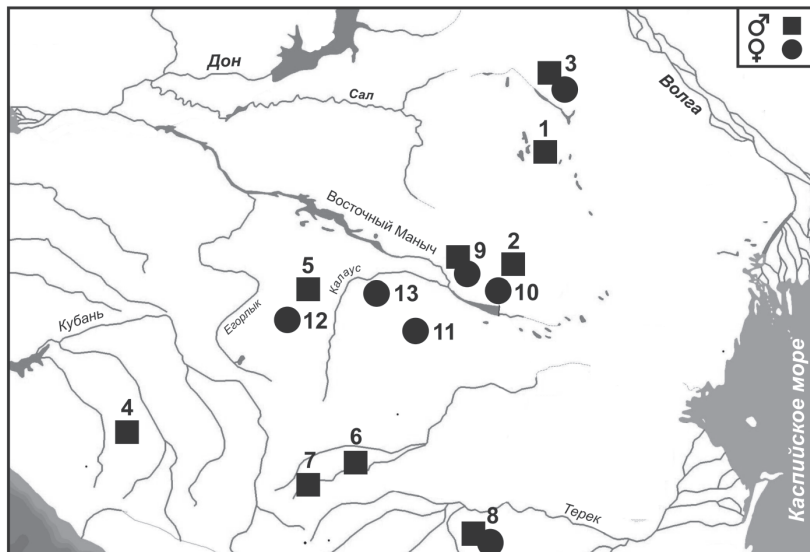 ♂
♀
Дон
Сал
Волга
3
1
Восточный Маныч
9
2
5
Калаус
13
10
Егорлык
12
11
Кубань
4
6
7
Терек
8
Каспийское море